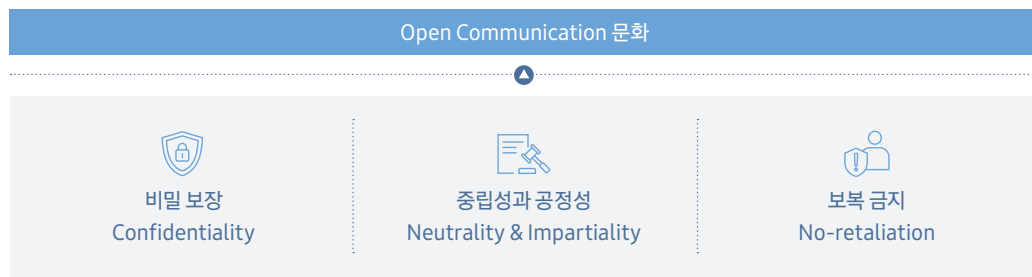 Open Communication 문화
비밀 보장
Confidentiality
중립성과 공정성
Neutrality & Impartiality
보복 금지
No-retaliation